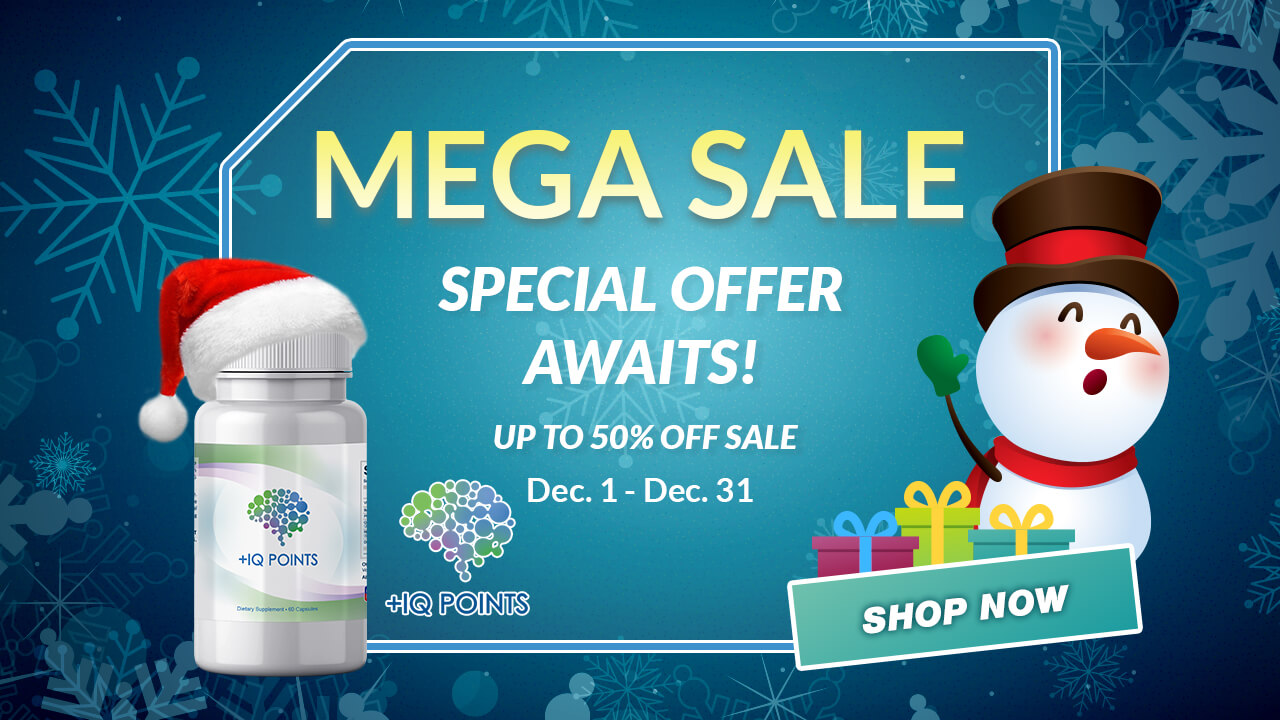 MEGA SALE
SPECIAL OFFER
AWAITS!
UP TO 50% OFF SALE
Dec. 1 - Dec. 31
+IQ POINTS
Dietary Supplement • 60 Capsules
+IQ POINTS
SHOP NOW